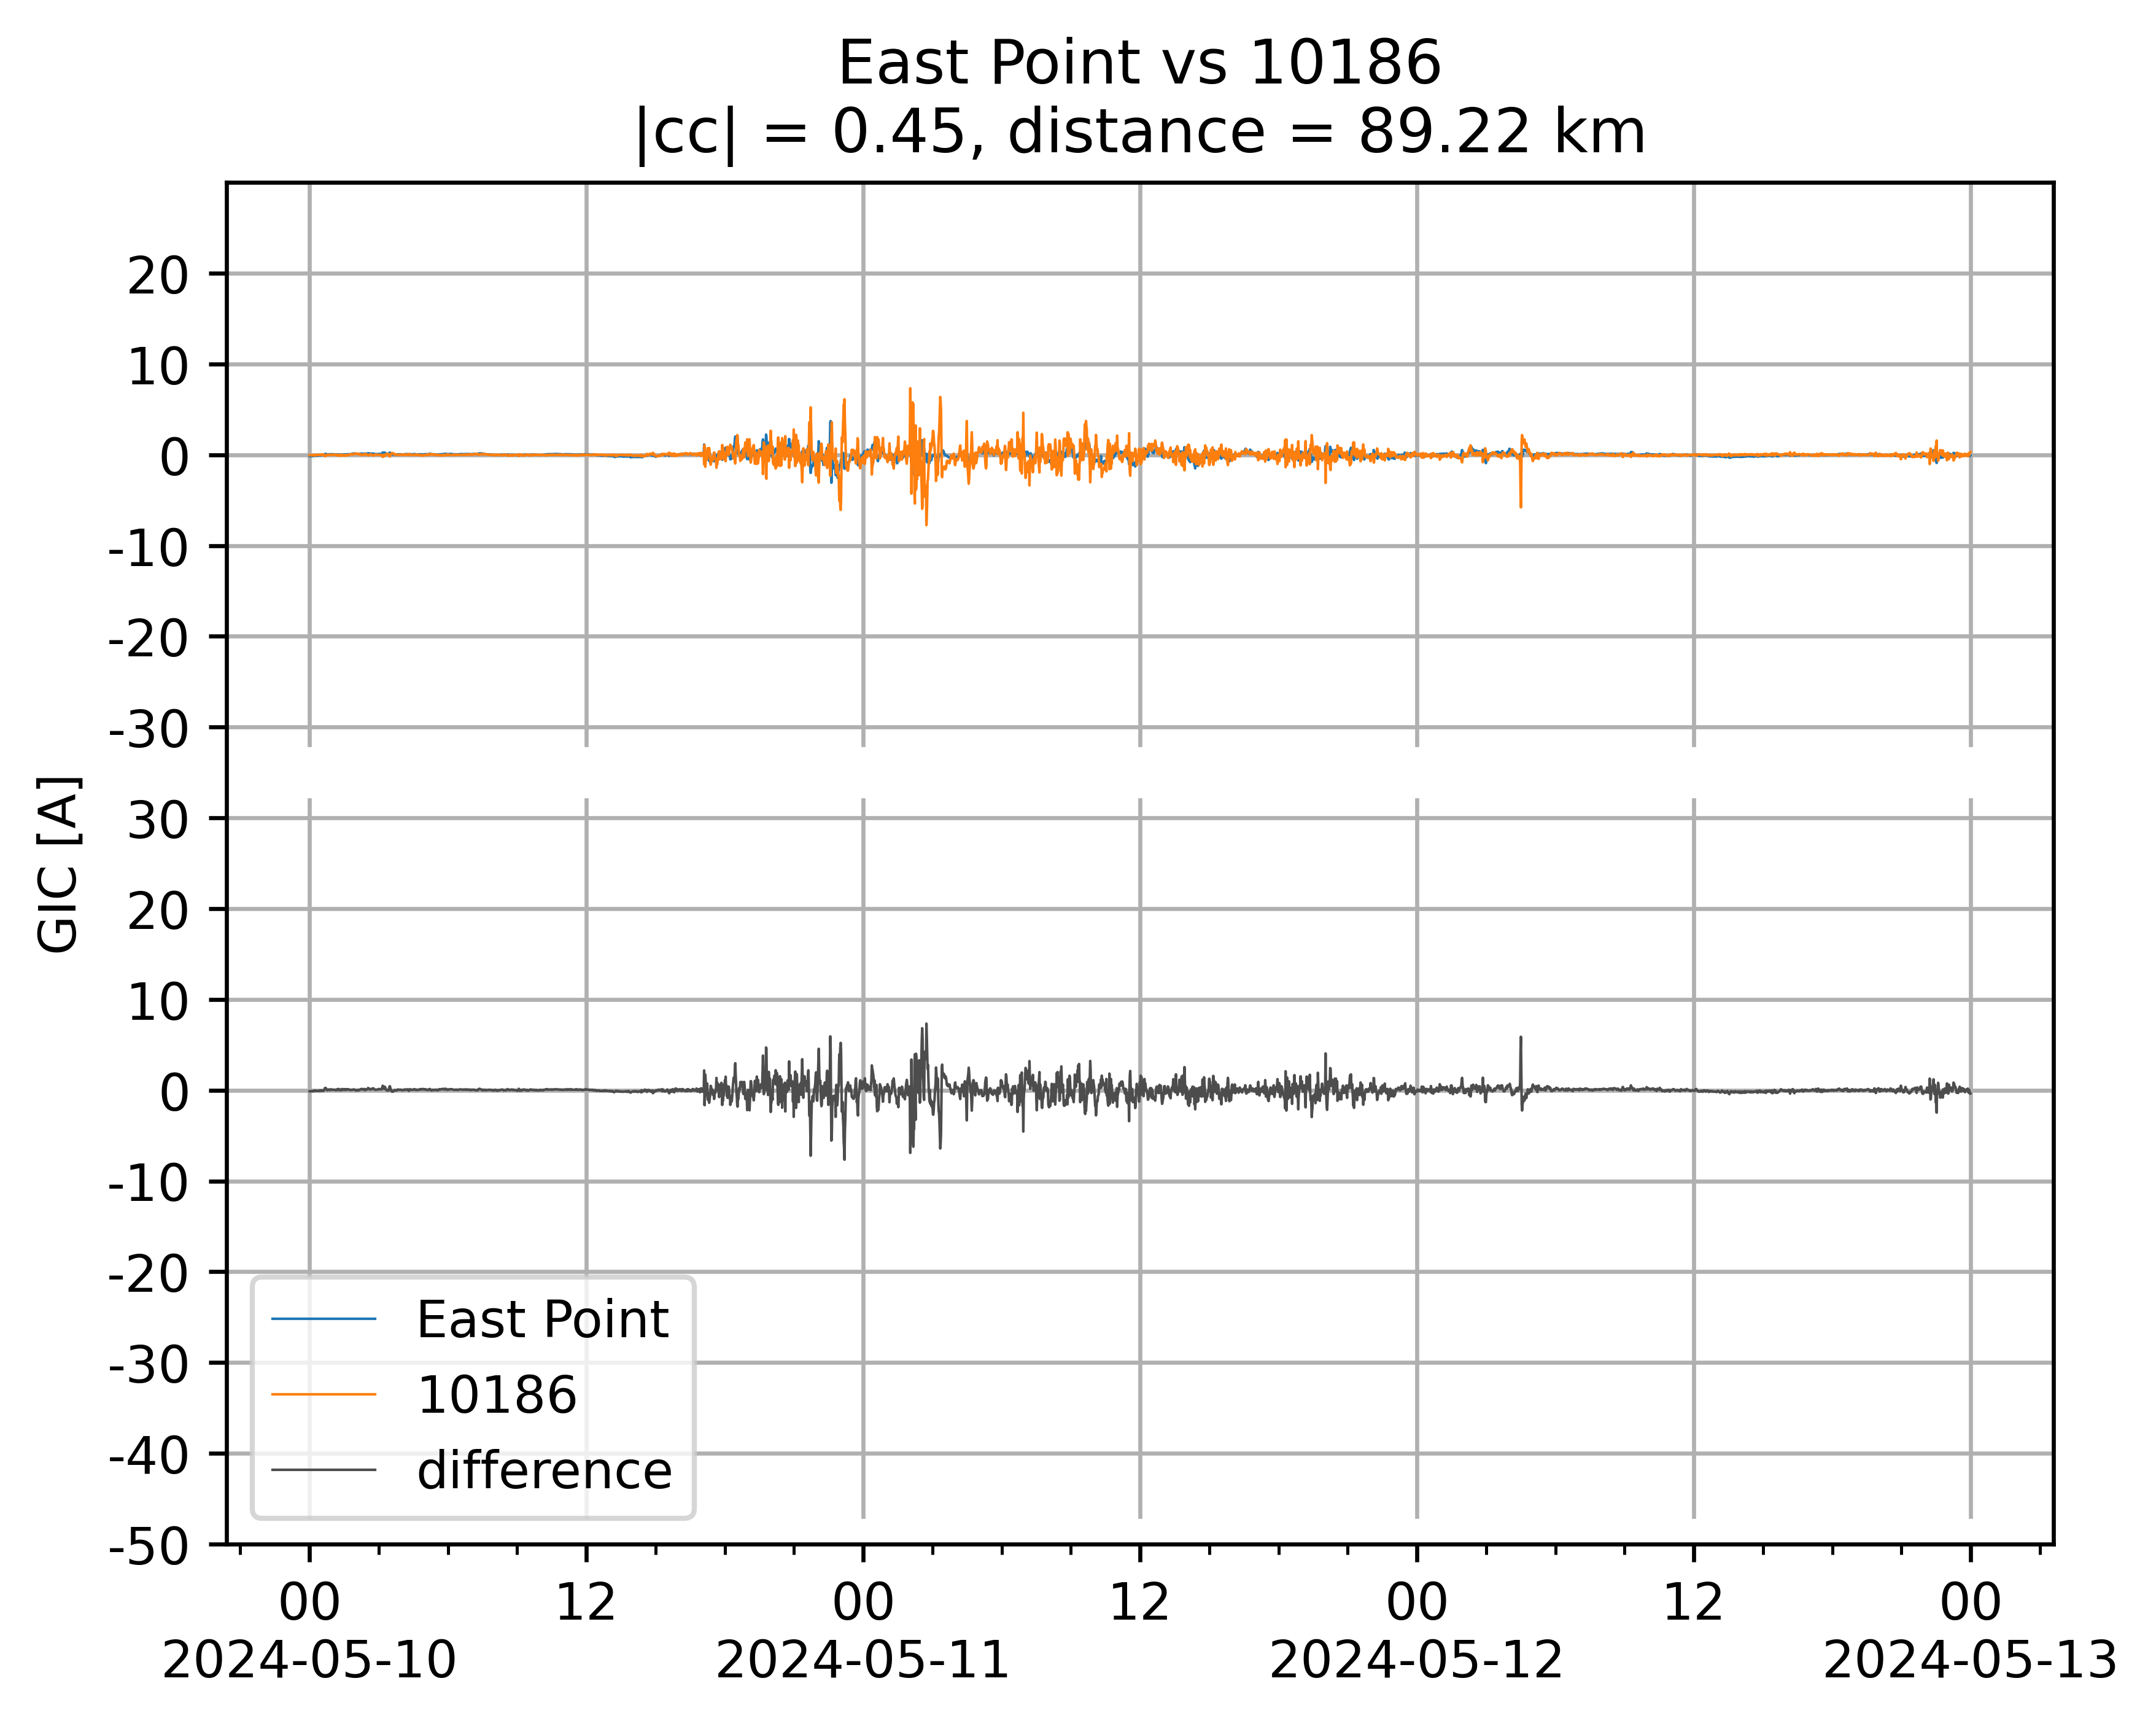 East Point vs 10186
|cc| = 0.45, distance = 89.22 km
GIC [A]
20
10
0
-10
-20
-30
30
20
10
0
-10
-20
-30
-40
-50
East Point
10186
difference
00 12 00 12 00 12 00
2024-05-10 2024-05-11 2024-05-12 2024-05-13